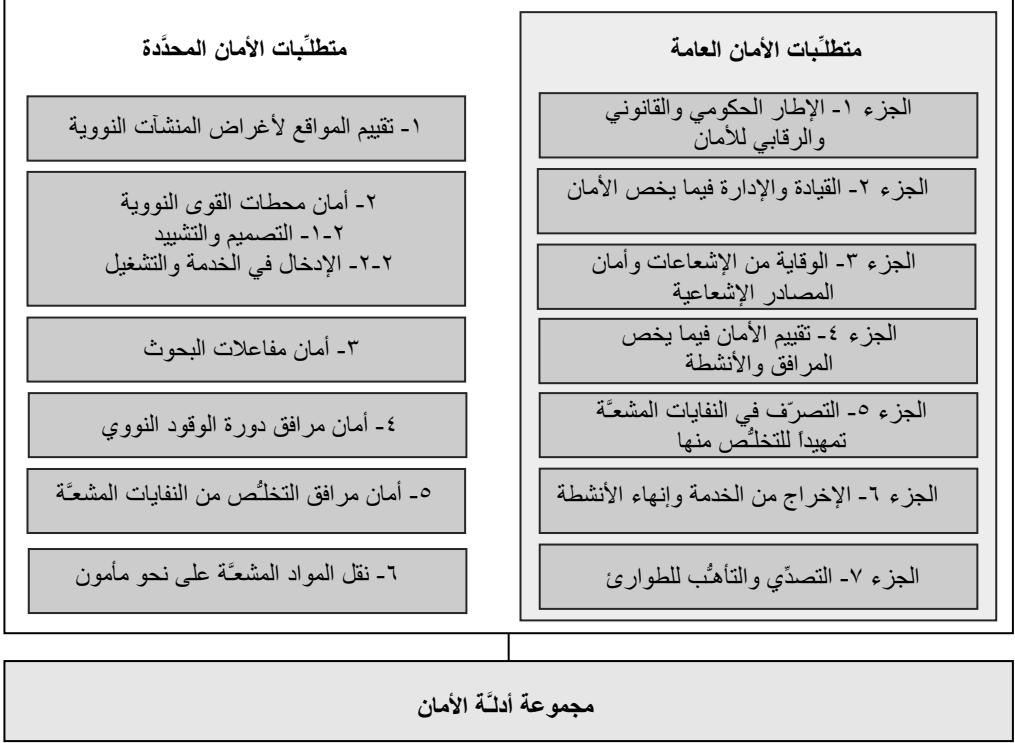 متطلَّبات الأمان العامة
الجزء ١- الإطار الحكومي والقانوني
والرقابي للأمان
الجزء ٢- القيادة والإدارة فيما يخص الأمان
الجزء ٣- الوقاية من الإشعاعات وأمان
المصادر الإشعاعية
الجزء ٤- تقييم الأمان فيما يخص
المرافق والأنشطة
الجزء ٥- التصرّف في النفايات المشعَّة
تمهيداً للتخلُّص منها
الجزء ٦- الإخراج من الخدمة وإنهاء الأنشطة
الجزء ٧- التصدِّي والتأهُّب للطوارئ
متطلَّبات الأمان المحدَّدة
١- تقييم المواقع لأغراض المنشآت النووية
٢- أمان محطات القوى النووية
٢-١- التصميم والتشييد
٢-٢- الإدخال في الخدمة والتشغيل
٣- أمان مفاعلات البحوث
٤- أمان مرافق دورة الوقود النووي
٥- أمان مرافق التخلُّص من النفايات المشعَّة
٦- نقل المواد المشعَّة على نحو مأمون
مجموعة أدلَّة الأمان